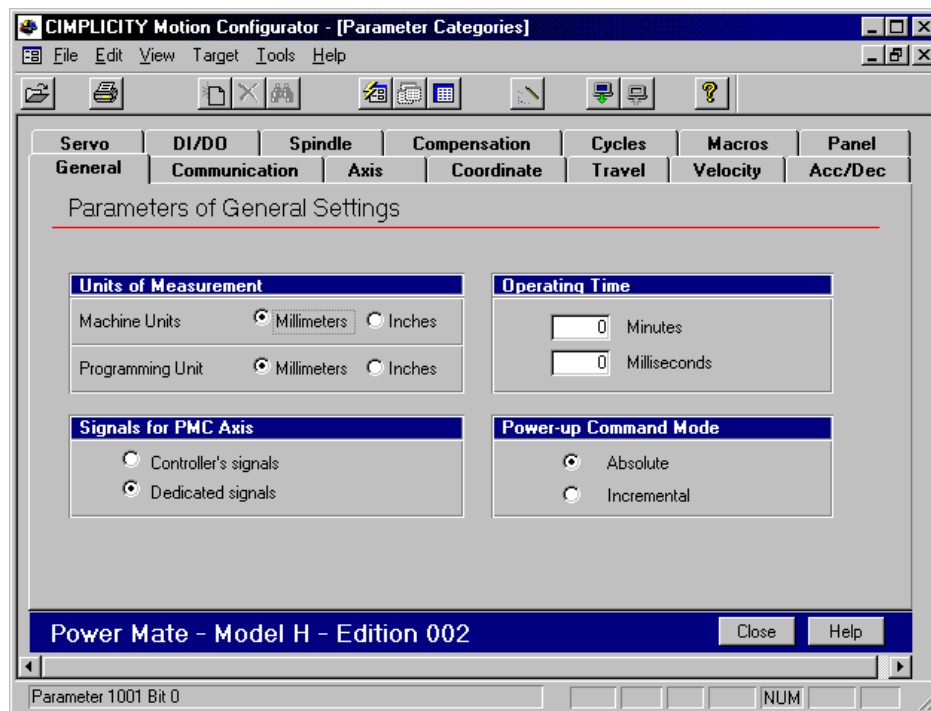 CIMPLICITY Motion Configurator - [Parameter Categories]
File Edit View Target Tools Help
Servo DI/DO Spindle Compensation Cycles Macros Panel
General Communication Axis Coordinate Travel Velocity Acc/Dec
Parameters of General Settings
Units of Measurement
Machine Units Millimeters Inches
Programming Unit Millimeters Inches
Operating Time
0 Minutes
0 Milliseconds
Signals for PMC Axis
Controller's signals
Dedicated signals
Power-up Command Mode
Absolute
Incremental
Power Mate - Model H - Edition 002 Close Help
Parameter 1001 Bit 0 NUM